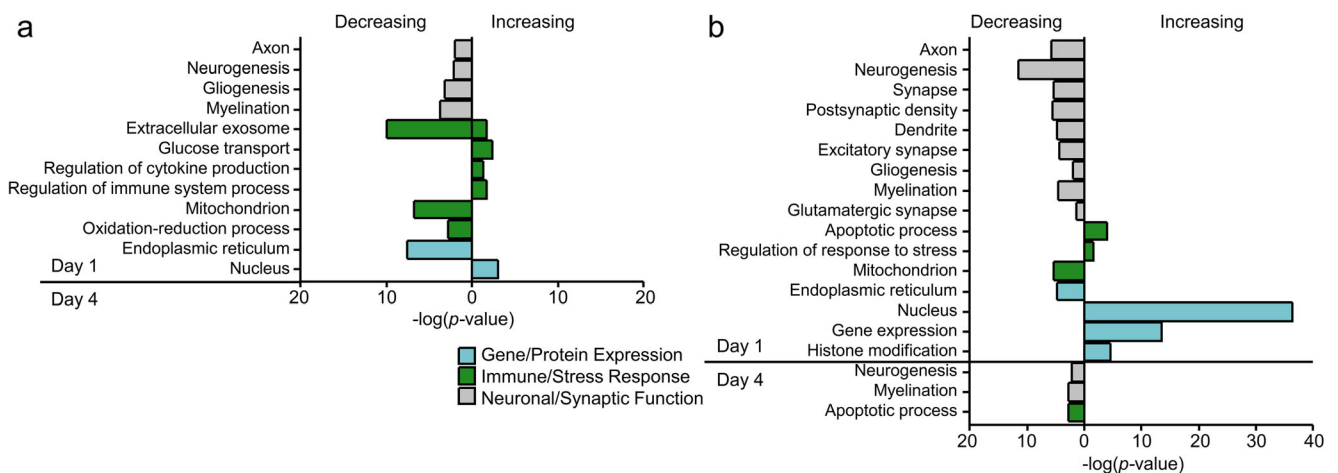 a
Decreasing Increasing
Axon
Neurogenesis
Gliogenesis
Myelination
Extracellular exosome
Glucose transport
Regulation of cytokine production
Regulation of immune system process
Mitochondrion
Oxidation-reduction process
Endoplasmic reticulum
Day 1 Nucleus
Day 4
20 10 0 10 20
-log(p-value)
Gene/Protein Expression
Immune/Stress Response
Neuronal/Synaptic Function
b
Decreasing Increasing
Axon
Neurogenesis
Synapse
Postsynaptic density
Dendrite
Excitatory synapse
Gliogenesis
Myelination
Glutamatergic synapse
Apoptotic process
Regulation of response to stress
Mitochondrion
Endoplasmic reticulum
Nucleus
Gene expression
Day 1 Histone modification
Day 4 Neurogenesis
Myelination
Apoptotic process
20 10 0 10 20 30 40
-log(p-value)